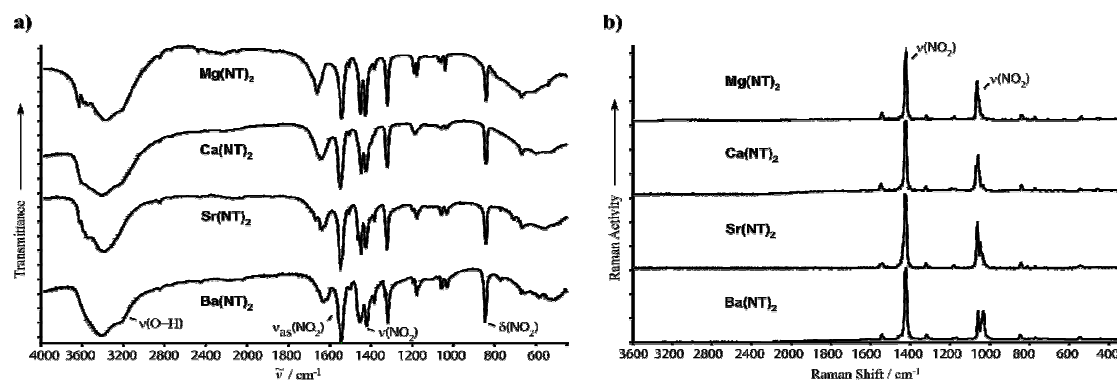 a)
Mg(NT)₂
Ca(NT)₂
Sr(NT)₂
Ba(NT)₂
ν(O−H)
νas(NO₂)
ν(NO₂)
δ(NO₂)
Transmittance
4000 3600 3200 2800 2400 2000 1800 1600 1400 1200 1000 800 600
ν̃ / cm⁻¹
b)
ν(NO₂)
ν(NO₂)
Mg(NT)₂
Ca(NT)₂
Sr(NT)₂
Ba(NT)₂
Raman Activity
3600 3200 2800 2400 2000 1800 1600 1400 1200 1000 800 600 400
Raman Shift / cm⁻¹